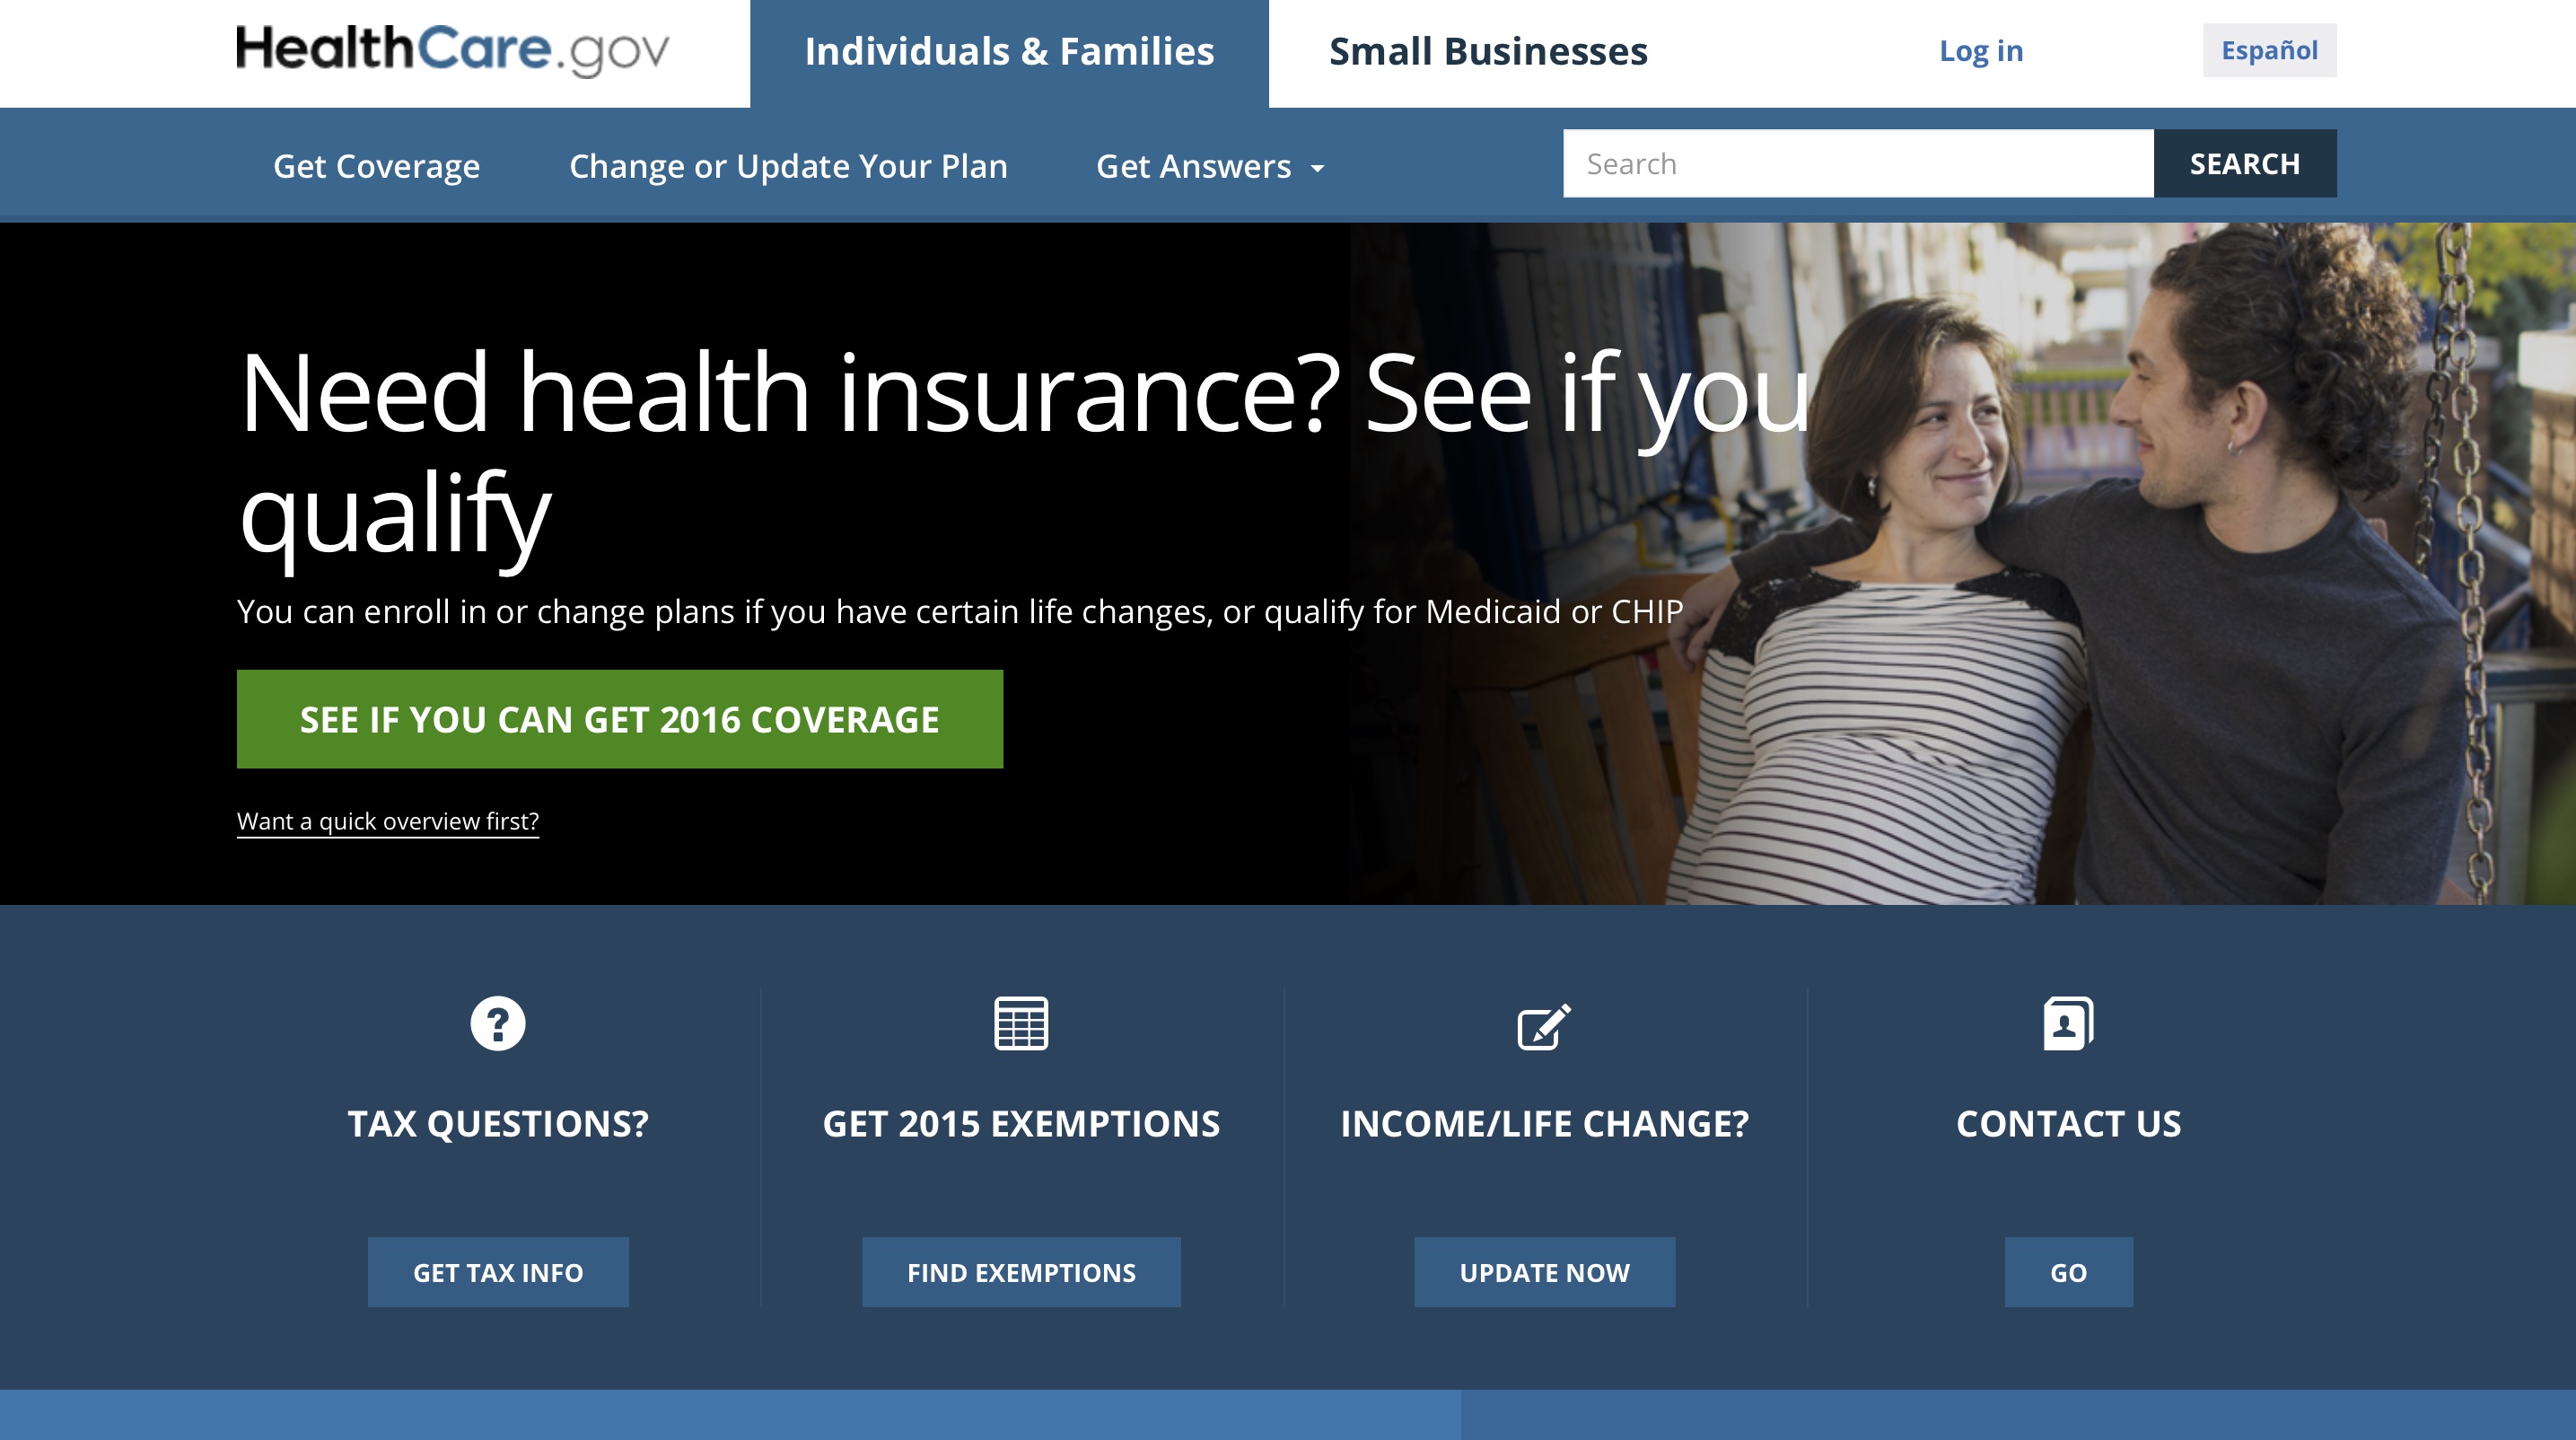 HealthCare.gov
Individuals & Families
Small Businesses
Log in
Español
Get Coverage
Change or Update Your Plan
Get Answers
Search
SEARCH
Need health insurance? See if you
qualify
You can enroll in or change plans if you have certain life changes, or qualify for Medicaid or CHIP
SEE IF YOU CAN GET 2016 COVERAGE
Want a quick overview first?
TAX QUESTIONS?
GET 2015 EXEMPTIONS
INCOME/LIFE CHANGE?
CONTACT US
GET TAX INFO
FIND EXEMPTIONS
UPDATE NOW
GO